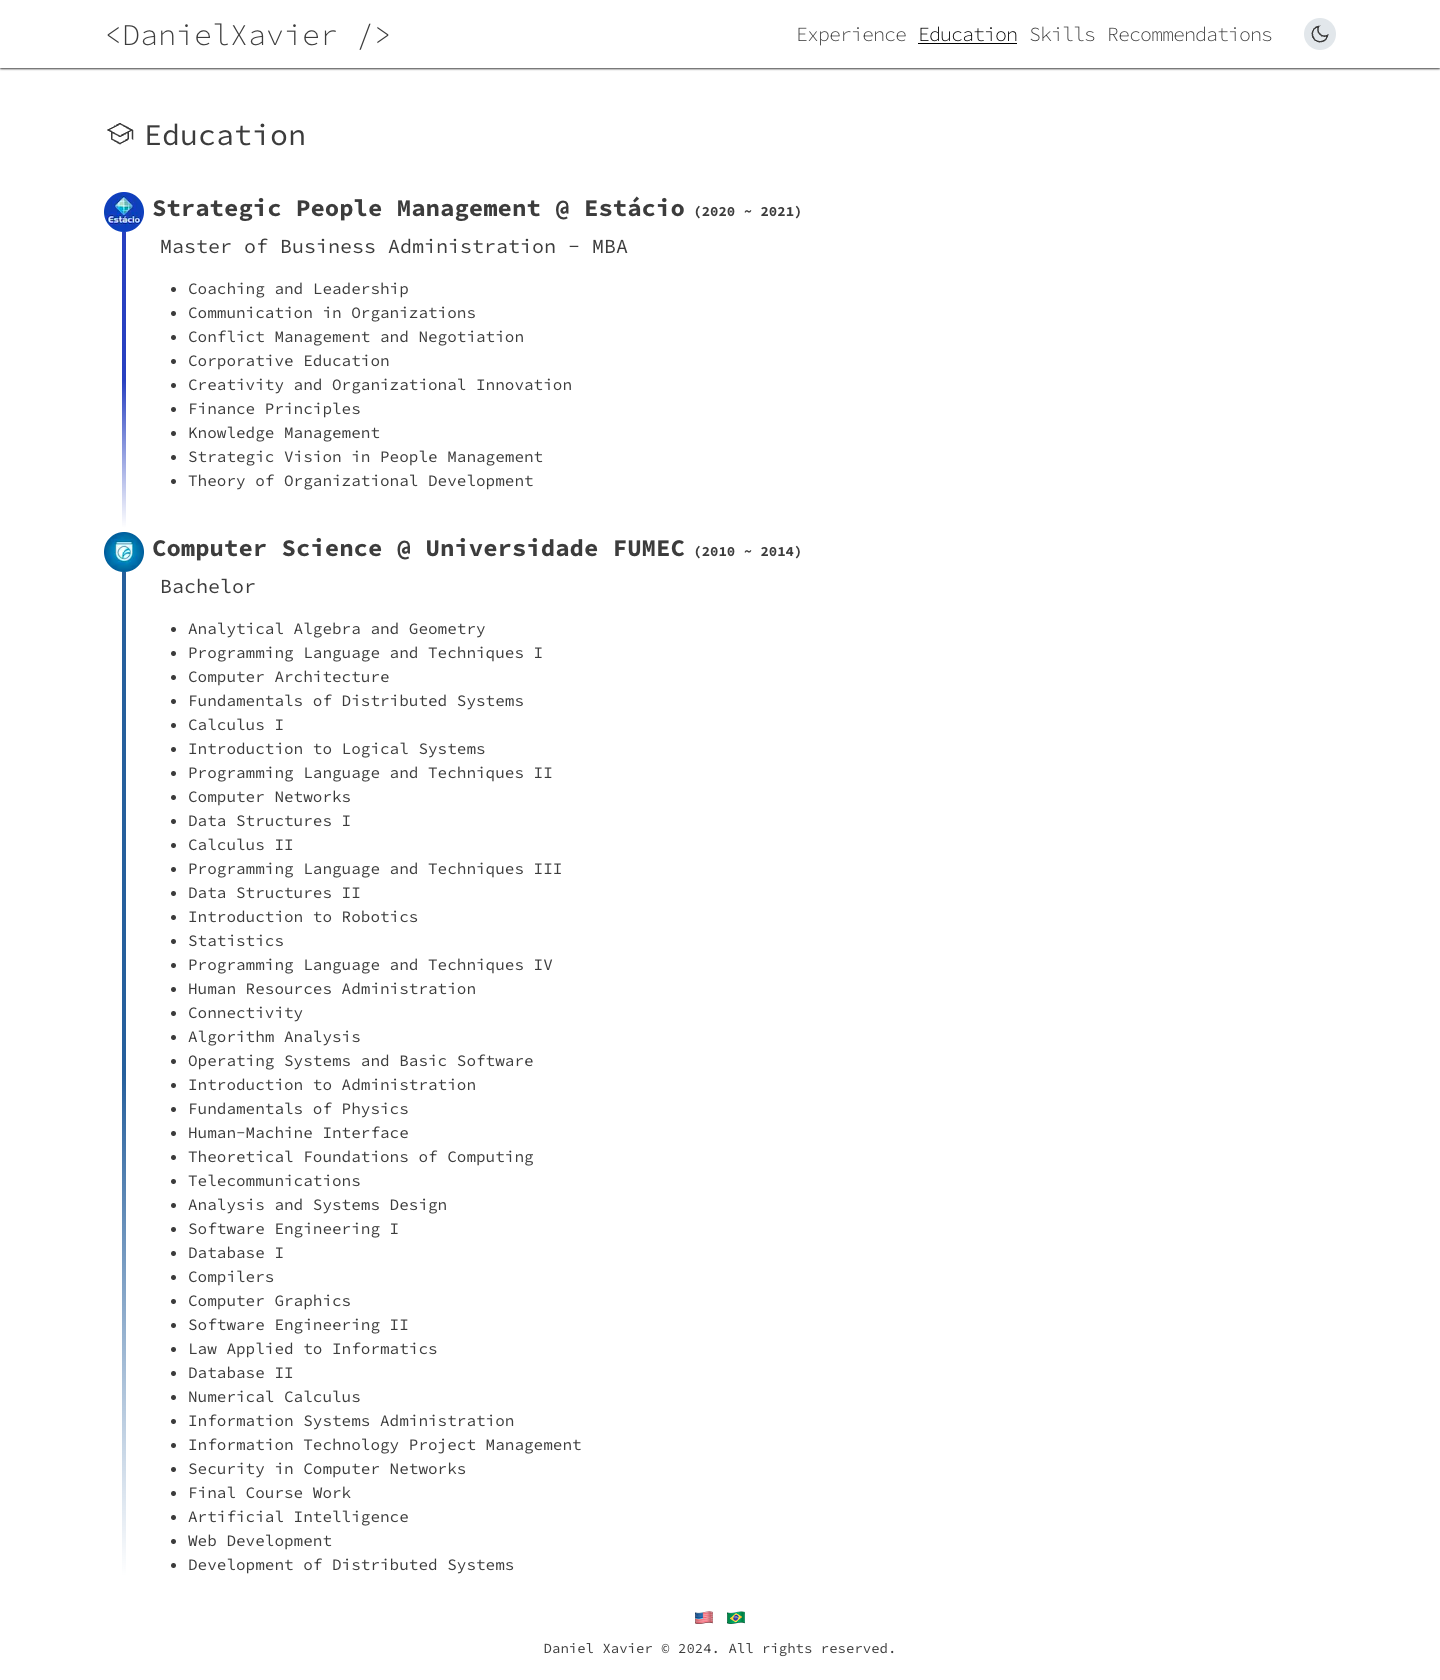 <DanielXavier />
Experience Education Skills Recommendations
Education
Estácio
Strategic People Management @ Estácio (2020 ~ 2021)
Master of Business Administration - MBA
• Coaching and Leadership
• Communication in Organizations
• Conflict Management and Negotiation
• Corporative Education
• Creativity and Organizational Innovation
• Finance Principles
• Knowledge Management
• Strategic Vision in People Management
• Theory of Organizational Development
Computer Science @ Universidade FUMEC (2010 ~ 2014)
Bachelor
• Analytical Algebra and Geometry
• Programming Language and Techniques I
• Computer Architecture
• Fundamentals of Distributed Systems
• Calculus I
• Introduction to Logical Systems
• Programming Language and Techniques II
• Computer Networks
• Data Structures I
• Calculus II
• Programming Language and Techniques III
• Data Structures II
• Introduction to Robotics
• Statistics
• Programming Language and Techniques IV
• Human Resources Administration
• Connectivity
• Algorithm Analysis
• Operating Systems and Basic Software
• Introduction to Administration
• Fundamentals of Physics
• Human-Machine Interface
• Theoretical Foundations of Computing
• Telecommunications
• Analysis and Systems Design
• Software Engineering I
• Database I
• Compilers
• Computer Graphics
• Software Engineering II
• Law Applied to Informatics
• Database II
• Numerical Calculus
• Information Systems Administration
• Information Technology Project Management
• Security in Computer Networks
• Final Course Work
• Artificial Intelligence
• Web Development
• Development of Distributed Systems
Daniel Xavier © 2024. All rights reserved.